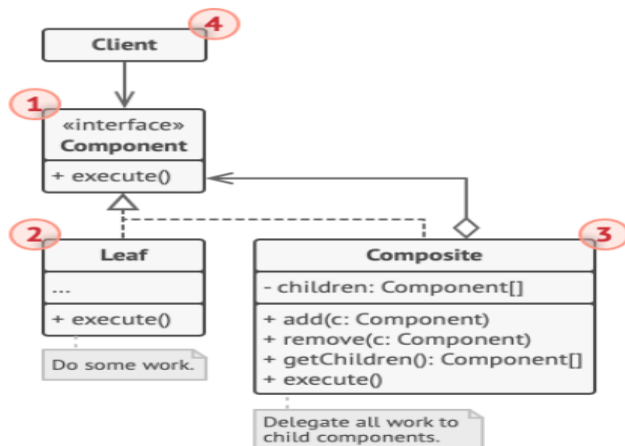 4
Client
1
«interface»
Component
+ execute()
2
Leaf
...
+ execute()
Do some work.
3
Composite
- children: Component[]
+ add(c: Component)
+ remove(c: Component)
+ getChildren(): Component[]
+ execute()
Delegate all work to
child components.